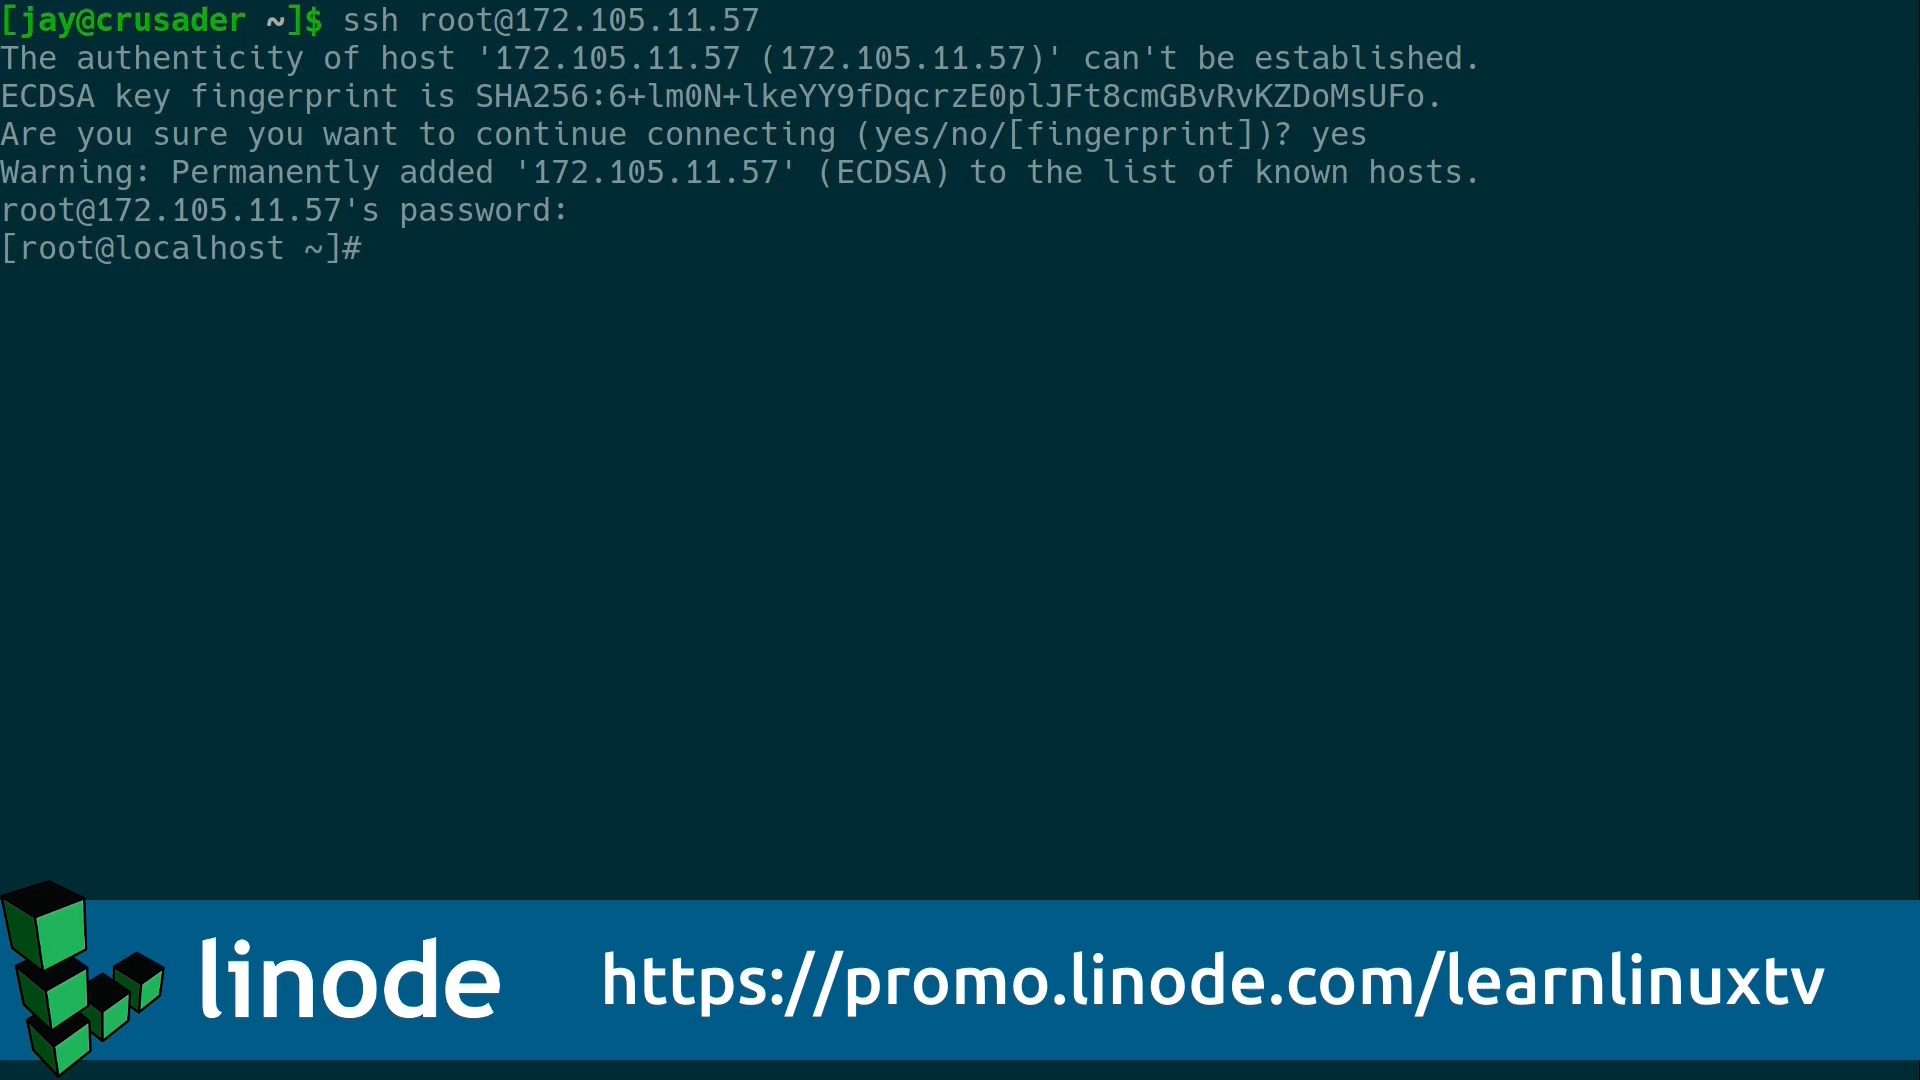 [jay@crusader ~]$ ssh root@172.105.11.57
The authenticity of host '172.105.11.57 (172.105.11.57)' can't be established.
ECDSA key fingerprint is SHA256:6+lm0N+lkeYY9fDqcrzE0plJFt8cmGBvRvKZDoMsUFo.
Are you sure you want to continue connecting (yes/no/[fingerprint])? yes
Warning: Permanently added '172.105.11.57' (ECDSA) to the list of known hosts.
root@172.105.11.57's password:
[root@localhost ~]#
linode https://promo.linode.com/learnlinuxtv